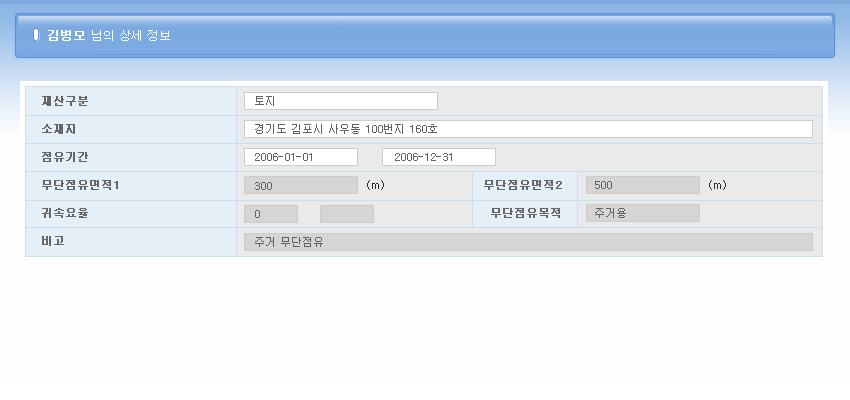 김병모 님의 상세 정보
재산구분 토지
소재지 경기도 김포시 사우동 100번지 160호
점유기간 2006-01-01 2006-12-31
무단점유면적1 300 (m) 무단점유면적2 500 (m)
귀속요율 0 무단점유목적 주거용
비고 주거 무단점유